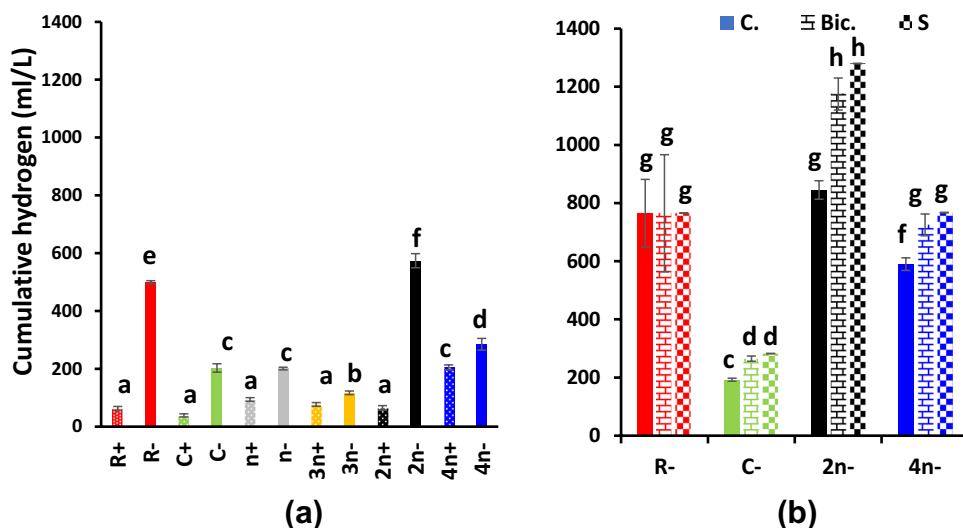 Cumulative hydrogen (ml/L)
1400
1200
1000
800
600
400
200
0
a
e
a
c
a
c
a
b
a
f
c
d
R+
R-
C+
C-
n+
n-
3n+
3n-
2n+
2n-
4n+
4n-
(a)
C. Bic. S
1400
1200
1000
800
600
400
200
0
g g g
c d d
g h h
f g g
R- C- 2n- 4n-
(b)